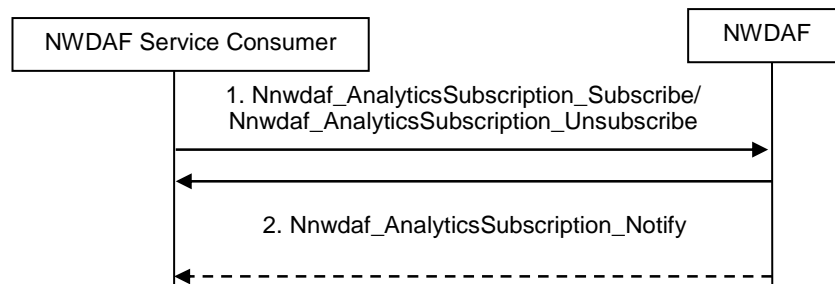 NWDAF Service Consumer
NWDAF
1. Nnwdaf_AnalyticsSubscription_Subscribe/
Nnwdaf_AnalyticsSubscription_Unsubscribe
2. Nnwdaf_AnalyticsSubscription_Notify